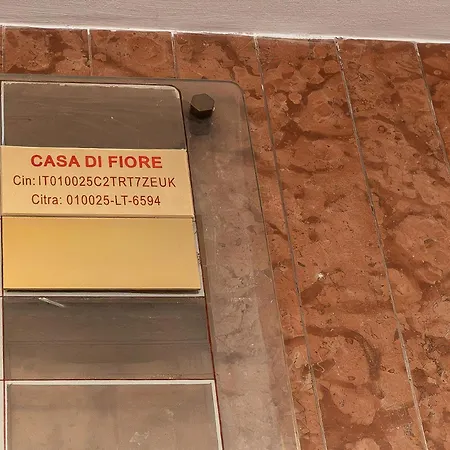 CASA DI FIORE
Cin: IT010025C2TRT7ZEUK
Citra: 010025-LT-6594